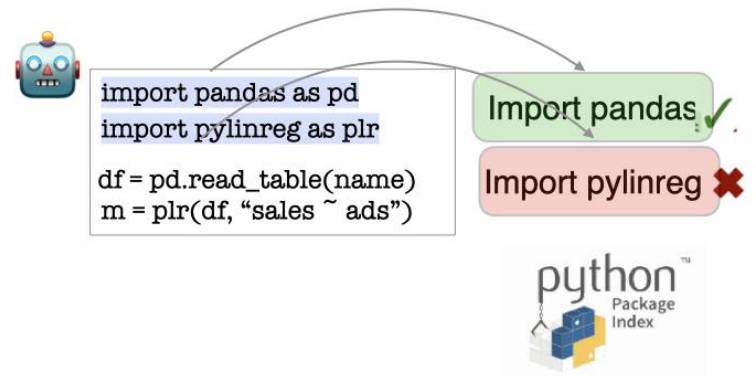 import pandas as pd
import pylinreg as plr
df = pd.read_table(name)
m = plr(df, “sales ~ ads”)
Import pandas
Import pylinreg
python™
Package
Index